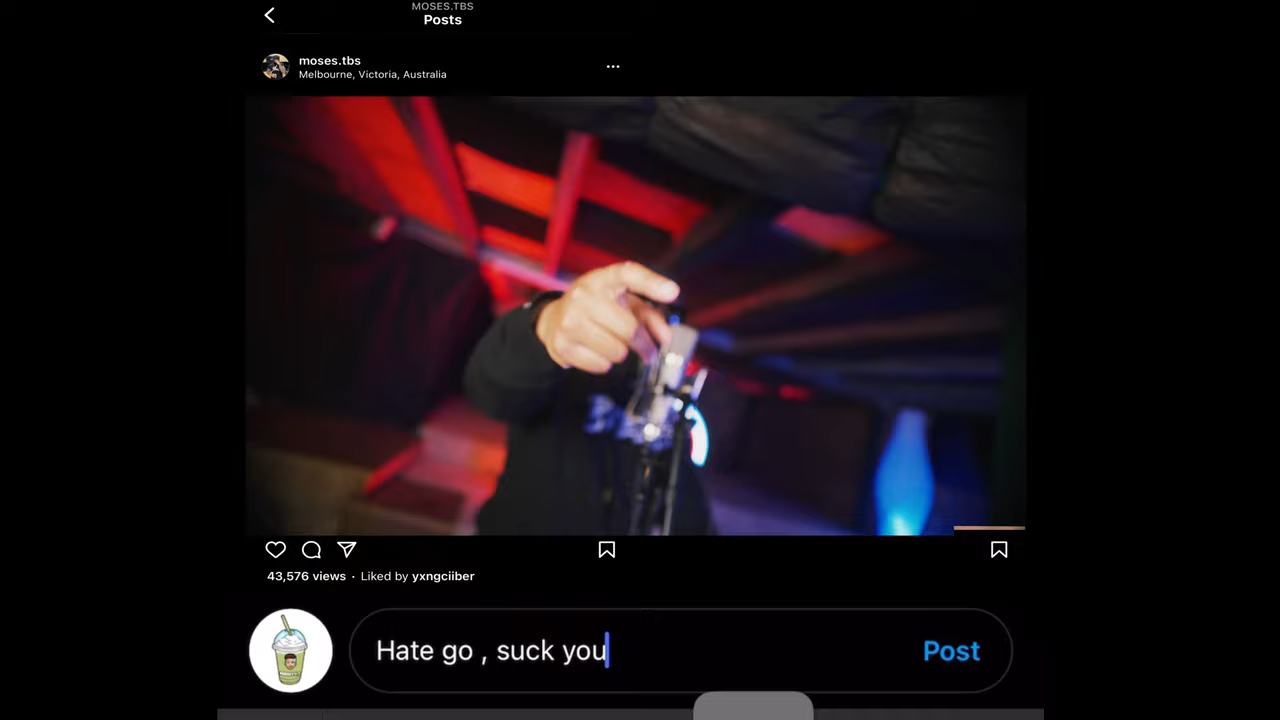 MOSES.TBS
Posts
moses.tbs
Melbourne, Victoria, Australia
43,576 views · Liked by yxngciiber
Hate go , suck you
Post